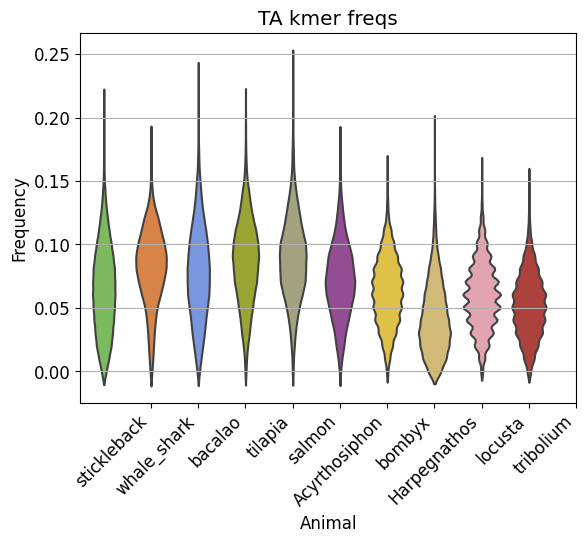 TA kmer freqs
Frequency
0.25
0.20
0.15
0.10
0.05
0.00
stickleback
whale_shark
bacalao
tilapia
salmon
Acyrthosiphon
bombyx
Harpegnathos
locusta
tribolium
Animal